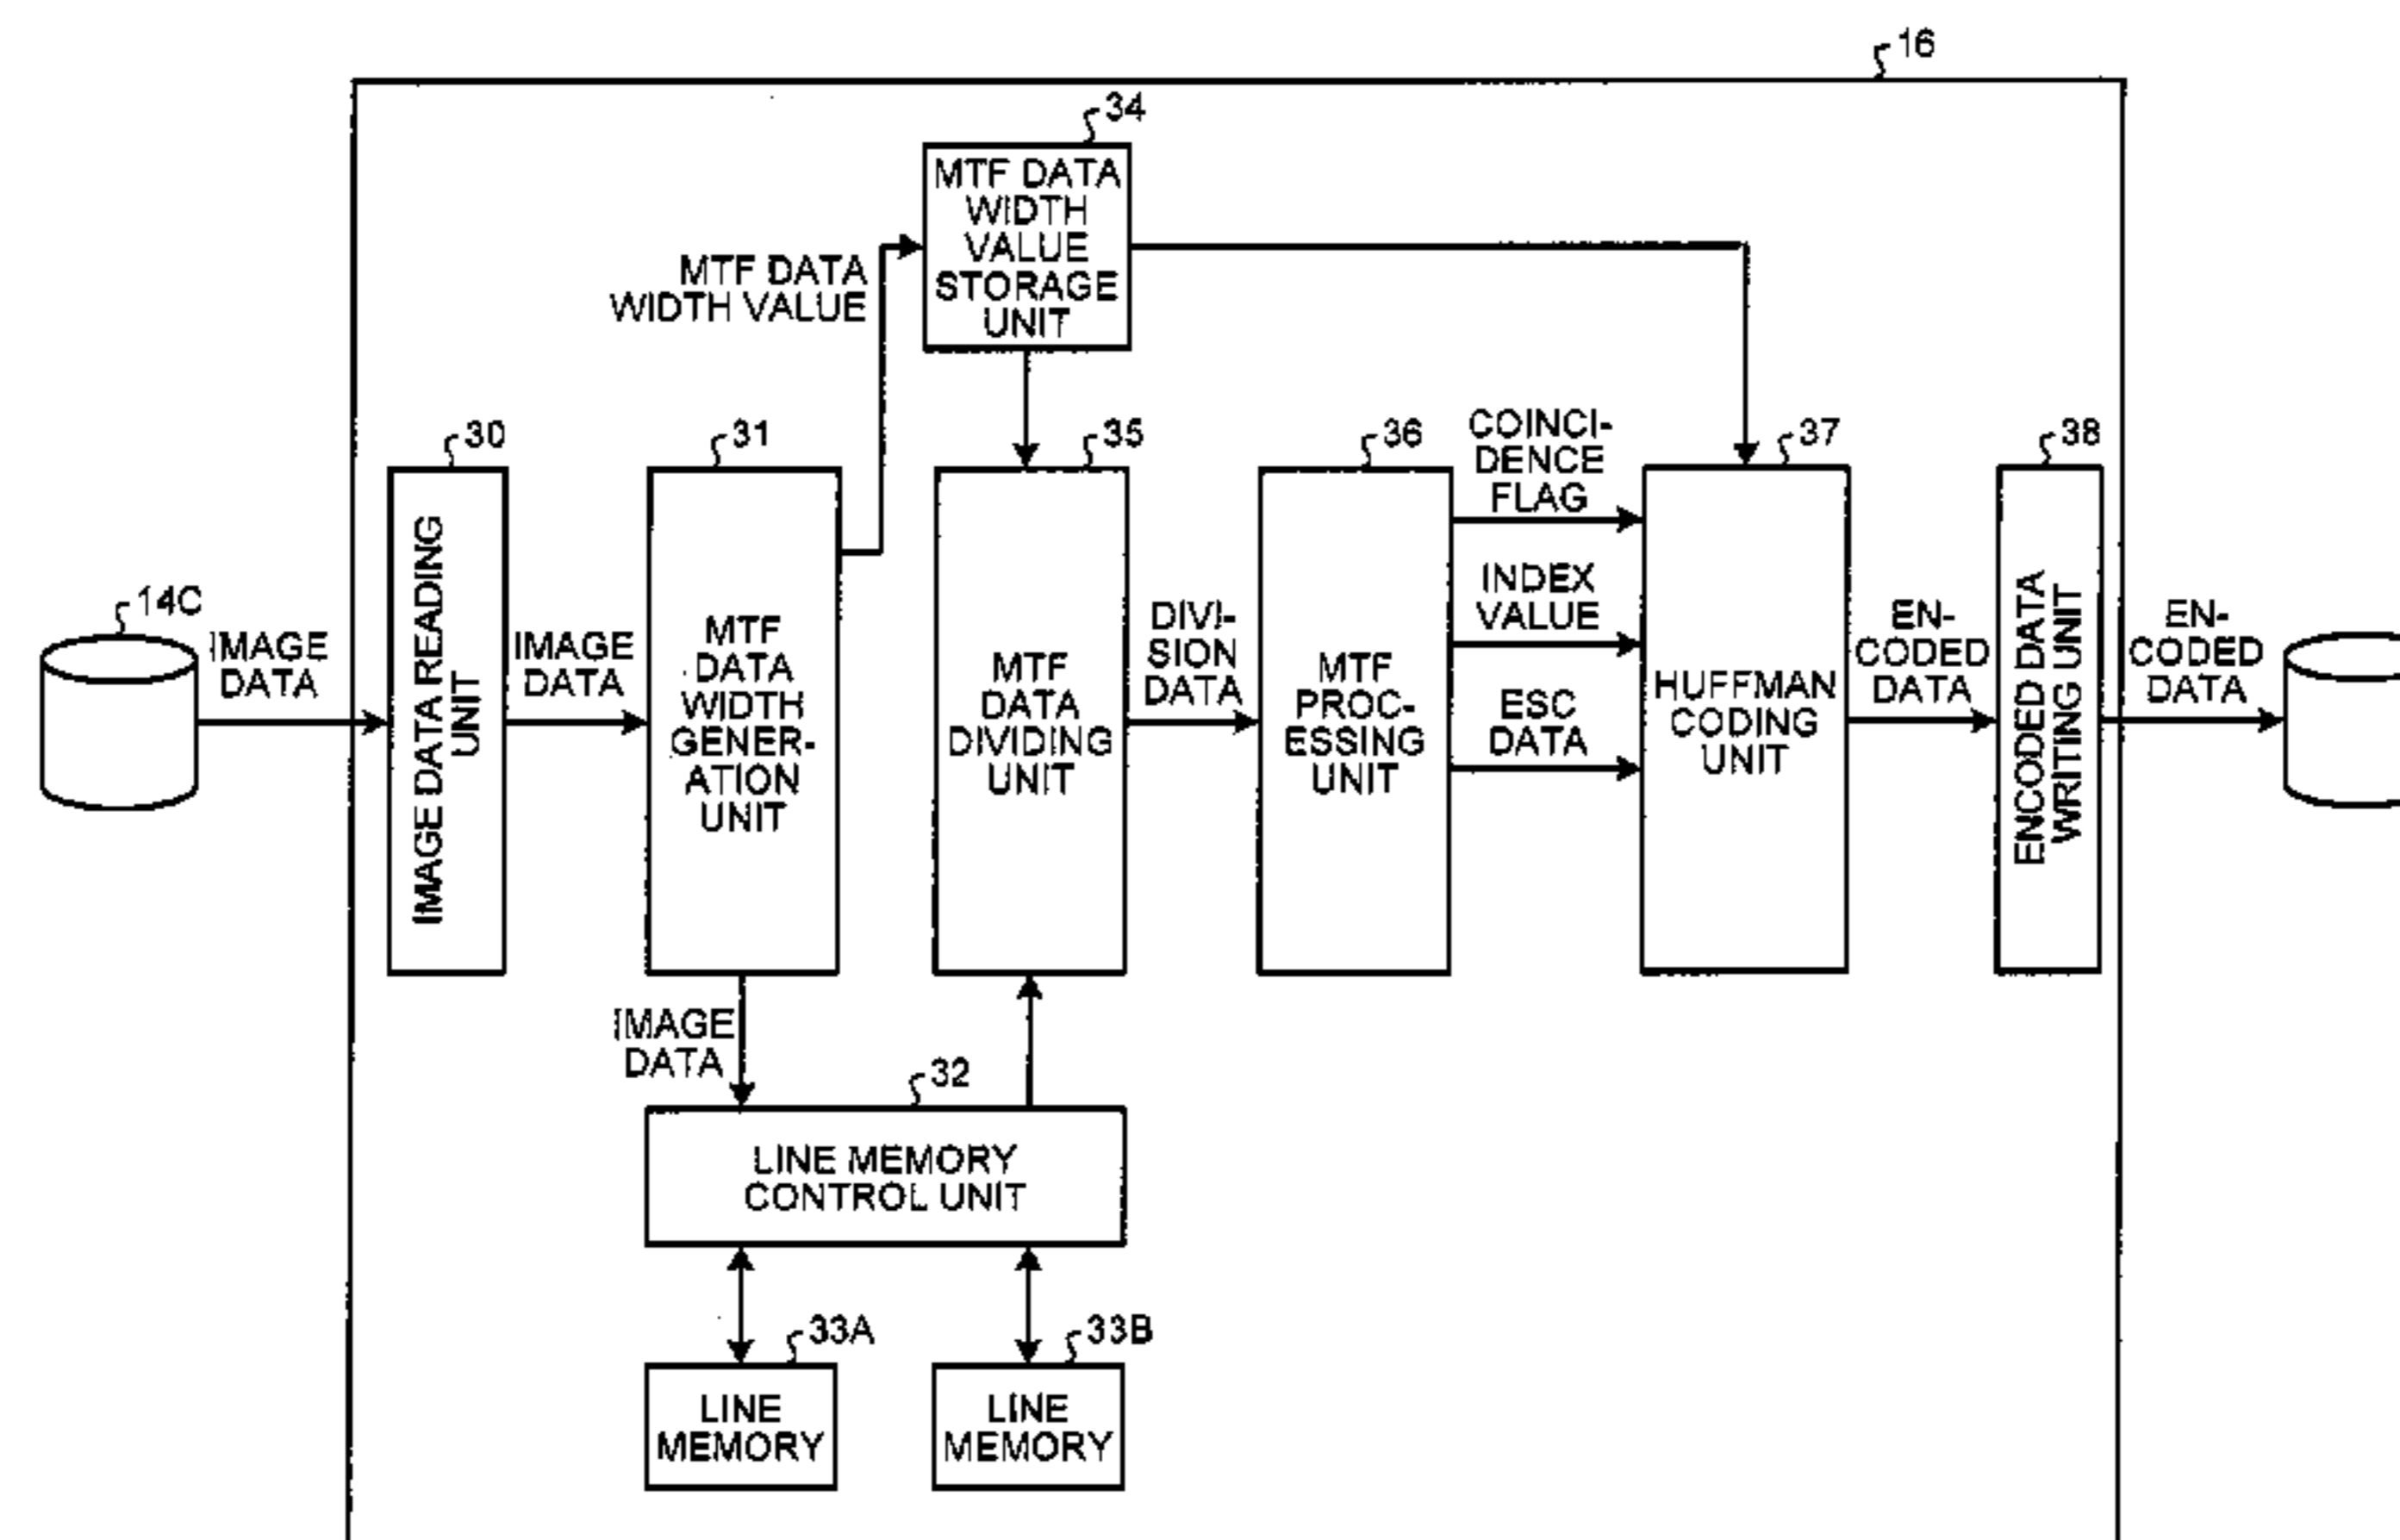 16
34
MTF DATA
WIDTH
VALUE
STORAGE
UNIT
MTF DATA
WIDTH VALUE
30
31
35
36
COINCI-
DENCE
FLAG
37
38
14C
IMAGE
DATA
IMAGE DATA READING
UNIT
IMAGE
DATA
MTF
DATA
WIDTH
GENER-
ATION
UNIT
MTF
DATA
DIVIDING
UNIT
DIVI-
SION
DATA
MTF
PROC-
ESSING
UNIT
INDEX
VALUE
ESC
DATA
HUFFMAN
CODING
UNIT
EN-
CODED
DATA
ENCODED DATA
WRITING UNIT
EN-
CODED
DATA
IMAGE
DATA
32
LINE MEMORY
CONTROL UNIT
33A
33B
LINE
MEMORY
LINE
MEMORY